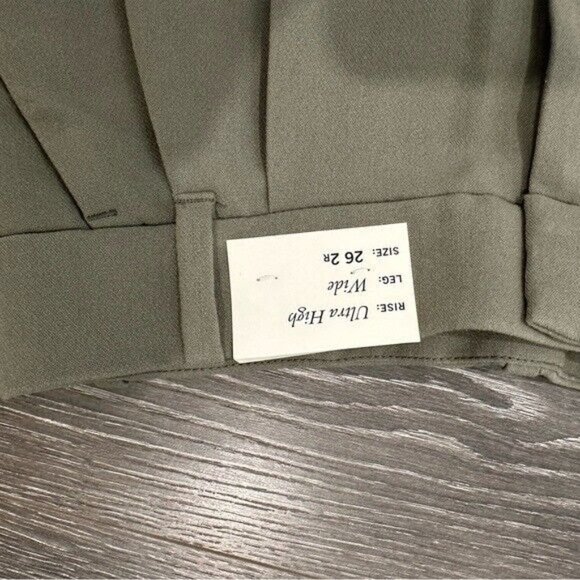 RISE: Ultra High
LEG: Wide
SIZE: 26 2R